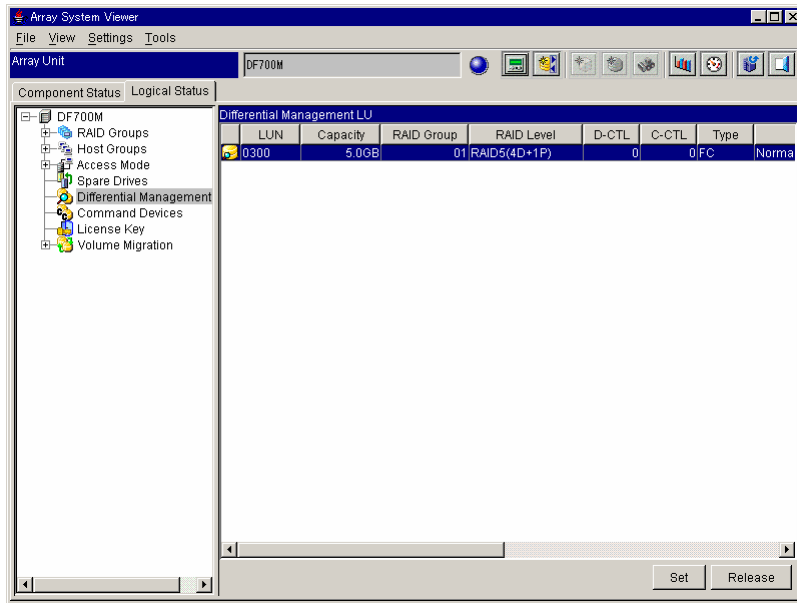 Array System Viewer
File View Settings Tools
Array Unit
DF700M
Component Status Logical Status
DF700M
RAID Groups
Host Groups
Access Mode
Spare Drives
Differential Management
Command Devices
License Key
Volume Migration
Differential Management LU
LUN Capacity RAID Group RAID Level D-CTL C-CTL Type
0300 5.0GB 01 RAID5(4D+1P) 0 0 FC Norma
Set Release